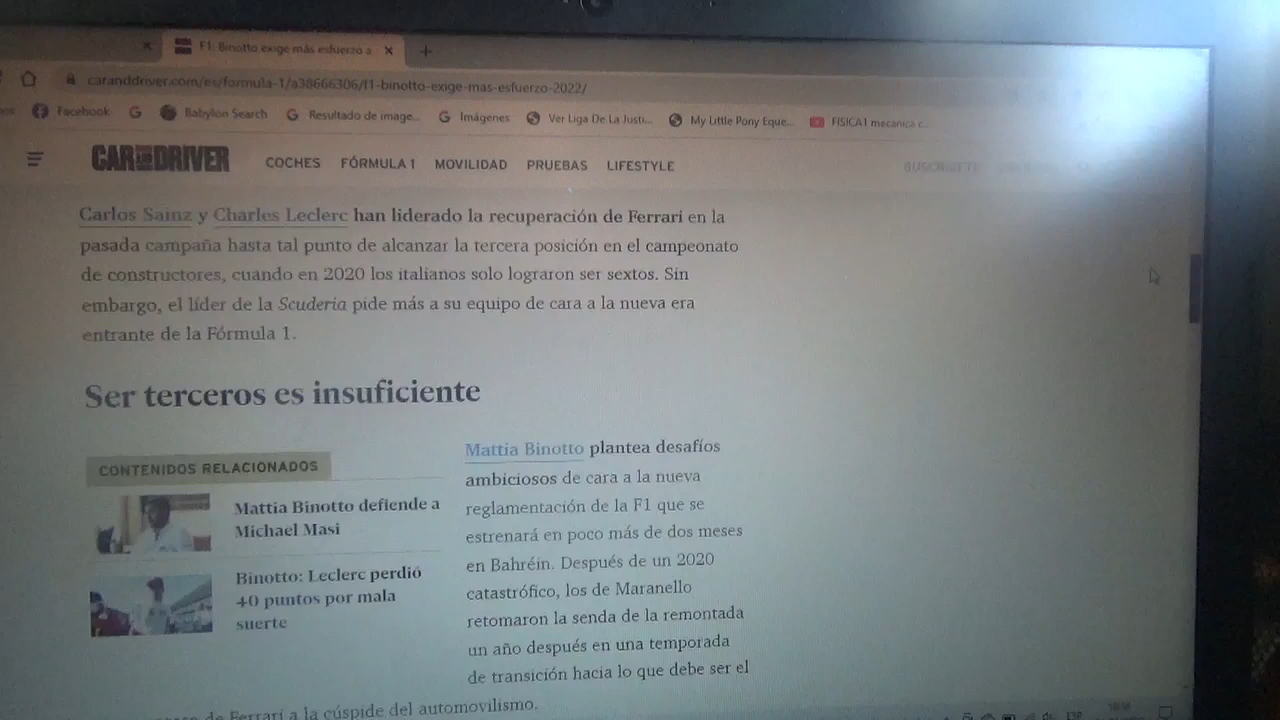 F1: Binotto exige más esfuerzo a
caranddriver.com/es/formula-1/a38666306/f1-binotto-exige-mas-esfuerzo-2022/
Facebook G Babylon Search G Resultado de image... G Imágenes Ver Liga De La Justi... My Little Pony Eque... FISICA1 mecanica c...
CAR AND DRIVER COCHES FÓRMULA 1 MOVILIDAD PRUEBAS LIFESTYLE
Carlos Sainz y Charles Leclerc han liderado la recuperación de Ferrari en la
pasada campaña hasta tal punto de alcanzar la tercera posición en el campeonato
de constructores, cuando en 2020 los italianos solo lograron ser sextos. Sin
embargo, el líder de la Scuderia pide más a su equipo de cara a la nueva era
entrante de la Fórmula 1.
Ser terceros es insuficiente
CONTENIDOS RELACIONADOS
Mattia Binotto defiende a
Michael Masi
Binotto: Leclerc perdió
40 puntos por mala
suerte
Mattia Binotto plantea desafíos
ambiciosos de cara a la nueva
reglamentación de la F1 que se
estrenará en poco más de dos meses
en Bahréin. Después de un 2020
catastrófico, los de Maranello
retomaron la senda de la remontada
un año después en una temporada
de transición hacia lo que debe ser el
de Ferrari a la cúspide del automovilismo.
ESP